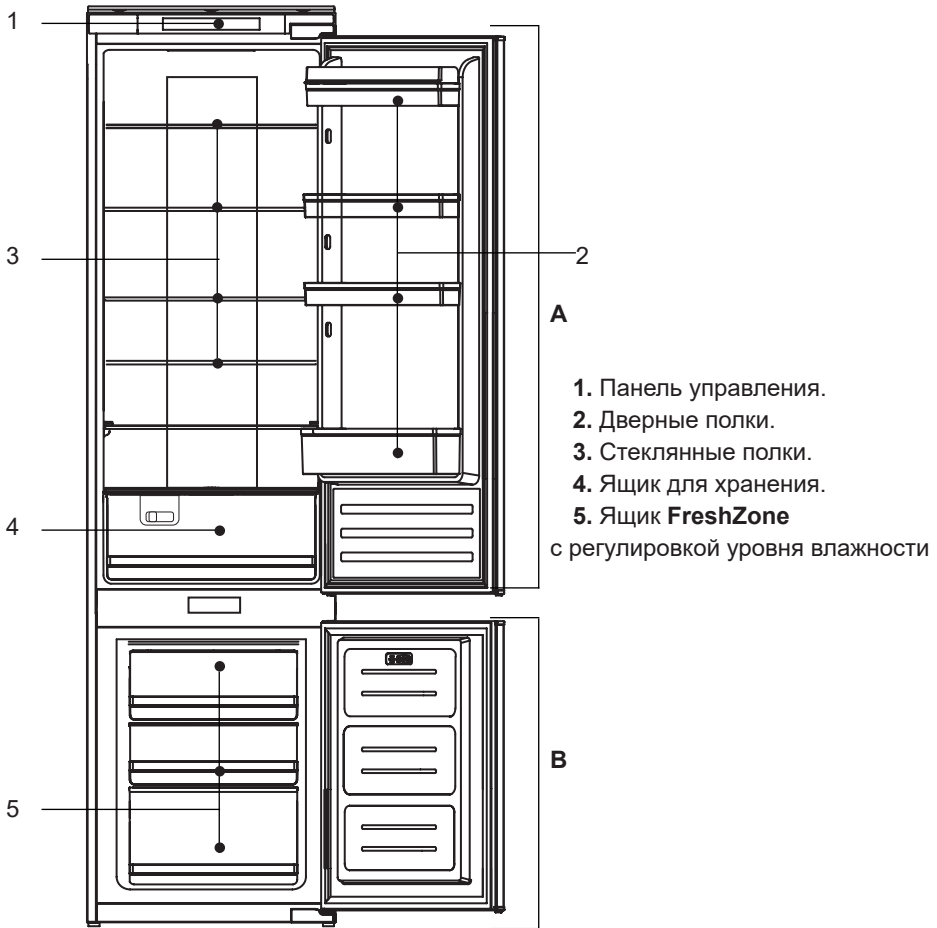 1
3
2
A
1. Панель управления.
2. Дверные полки.
3. Стеклянные полки.
4. Ящик для хранения.
5. Ящик FreshZone
с регулировкой уровня влажности
4
B
5